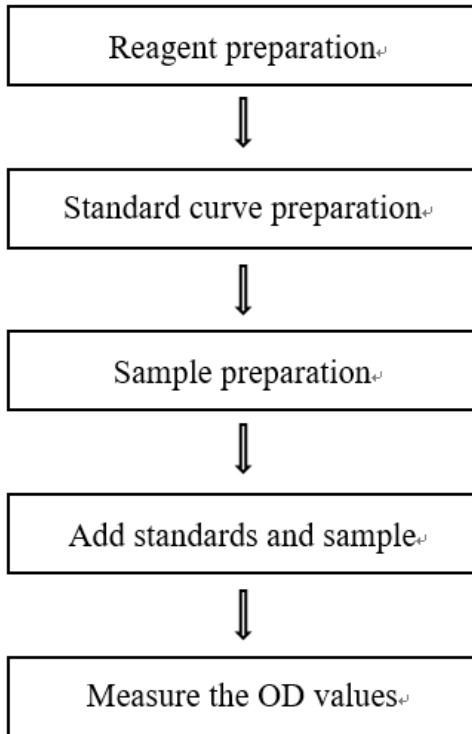 Reagent preparation
Standard curve preparation
Sample preparation
Add standards and sample
Measure the OD values